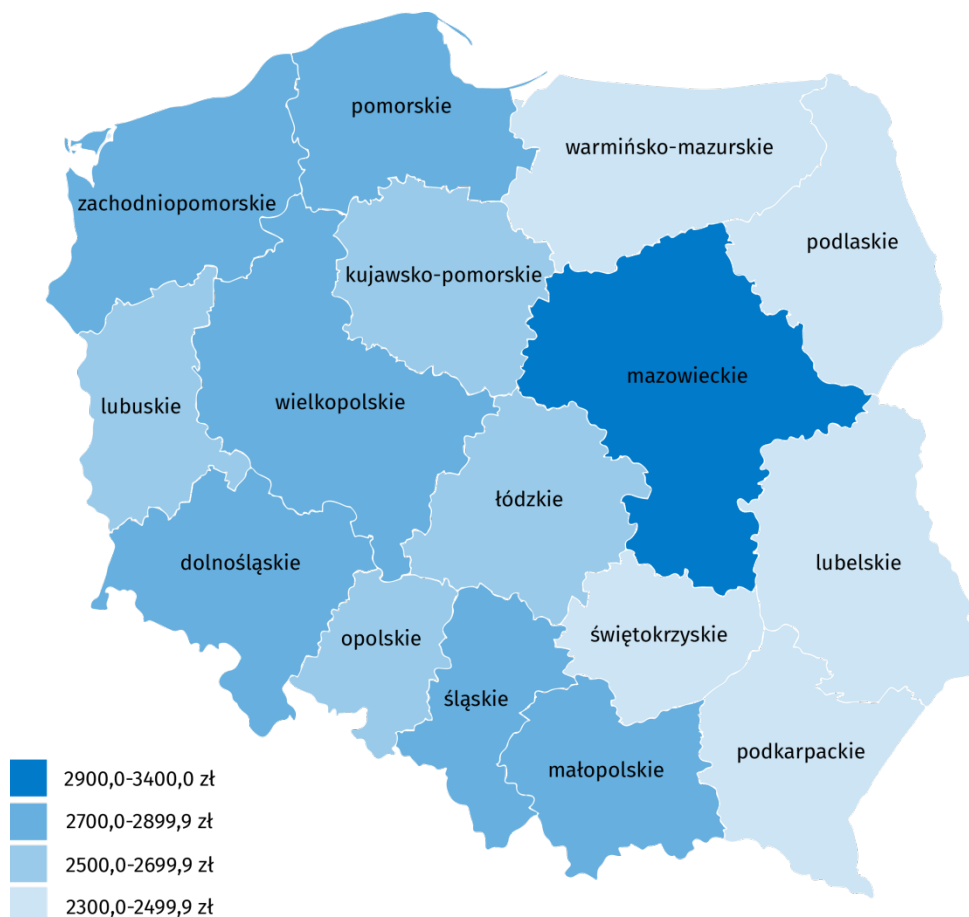 pomorskie
warmińsko-mazurskie
zachodniopomorskie
podlaskie
kujawsko-pomorskie
mazowieckie
lubuskie
wielkopolskie
łódzkie
dolnośląskie
lubelskie
opolskie
świętokrzyskie
śląskie
podkarpackie
małopolskie
2900,0-3400,0 zł
2700,0-2899,9 zł
2500,0-2699,9 zł
2300,0-2499,9 zł